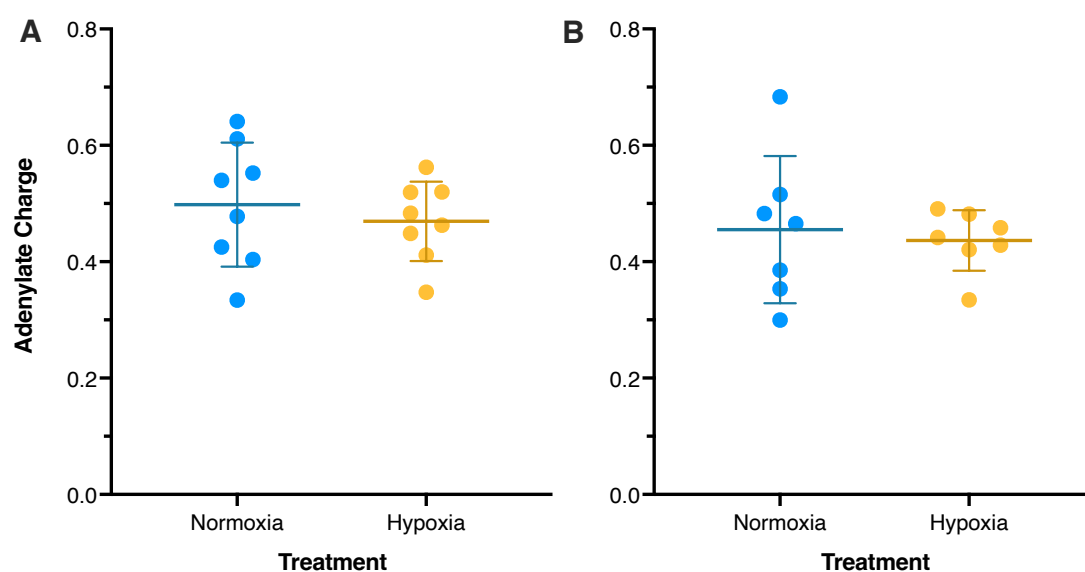 A
Adenylate Charge
0.8
0.6
0.4
0.2
0.0
Normoxia Hypoxia
Treatment
B
0.8
0.6
0.4
0.2
0.0
Normoxia Hypoxia
Treatment